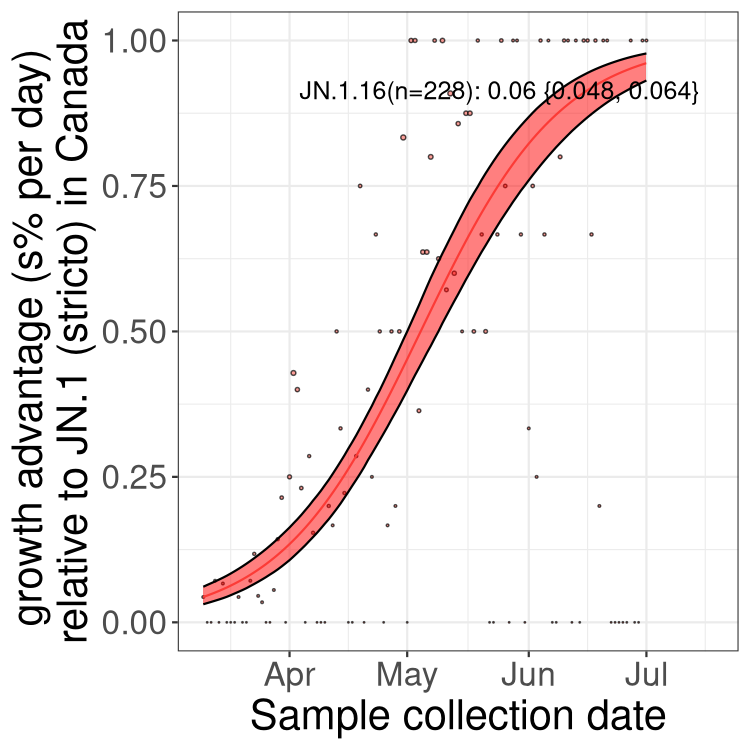 growth advantage (s% per day)
relative to JN.1 (stricto) in Canada
1.00
0.75
0.50
0.25
0.00
JN.1.16(n=228): 0.06 {0.048, 0.064}
Apr May Jun Jul
Sample collection date